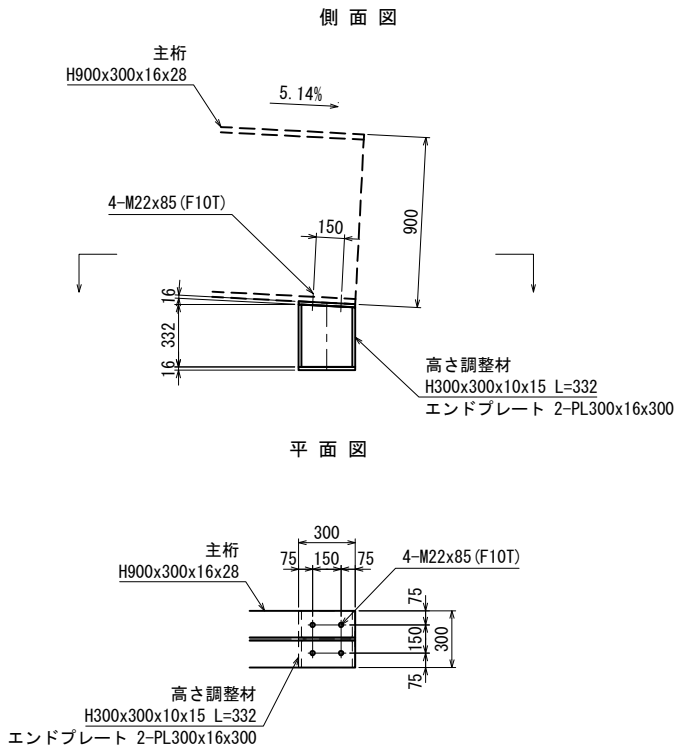 側面図
主桁
H900x300x16x28
5.14%
4-M22x85(F10T)
150
900
16
332
16
高さ調整材
H300x300x10x15 L=332
エンドプレート 2-PL300x16x300
平面図
300
75 150 75
主桁
H900x300x16x28
4-M22x85(F10T)
75
150
75
300
高さ調整材
H300x300x10x15 L=332
エンドプレート 2-PL300x16x300